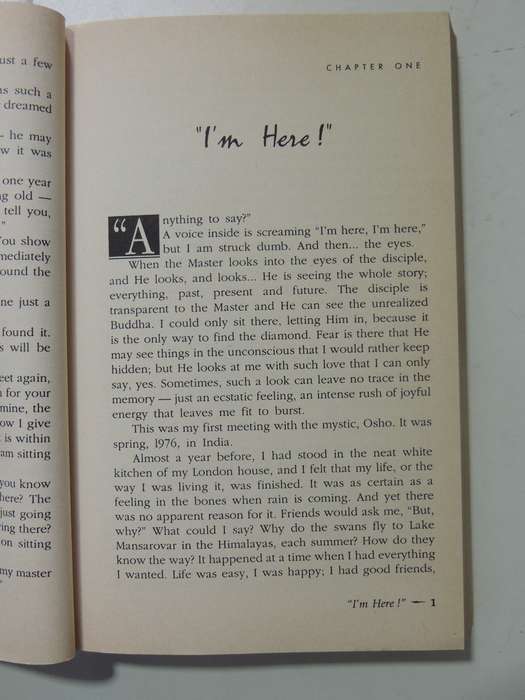 ust a few
as such a
dreamed
- he may
w it was
one year
ng old —
tell you,
"
You show
mediately
ound the
ne just a
found it.
s will be
eet again,
n for your
mine, the
ow I give
t is within
am sitting
you know
here? The
just going
ring there?
on sitting
my master
"
CHAPTER ONE
"I'm Here!"
“Anything to say?”
A voice inside is screaming “I'm here, I'm here,”
but I am struck dumb. And then... the eyes.
When the Master looks into the eyes of the disciple,
and He looks, and looks... He is seeing the whole story;
everything, past, present and future. The disciple is
transparent to the Master and He can see the unrealized
Buddha. I could only sit there, letting Him in, because it
is the only way to find the diamond. Fear is there that He
may see things in the unconscious that I would rather keep
hidden; but He looks at me with such love that I can only
say, yes. Sometimes, such a look can leave no trace in the
memory — just an ecstatic feeling, an intense rush of joyful
energy that leaves me fit to burst.
This was my first meeting with the mystic, Osho. It was
spring, 1976, in India.
Almost a year before, I had stood in the neat white
kitchen of my London house, and I felt that my life, or the
way I was living it, was finished. It was as certain as a
feeling in the bones when rain is coming. And yet there
was no apparent reason for it. Friends would ask me, “But,
why?” What could I say? Why do the swans fly to Lake
Mansarovar in the Himalayas, each summer? How do they
know the way? It happened at a time when I had everything
I wanted. Life was easy, I was happy; I had good friends,
"I'm Here!" — 1